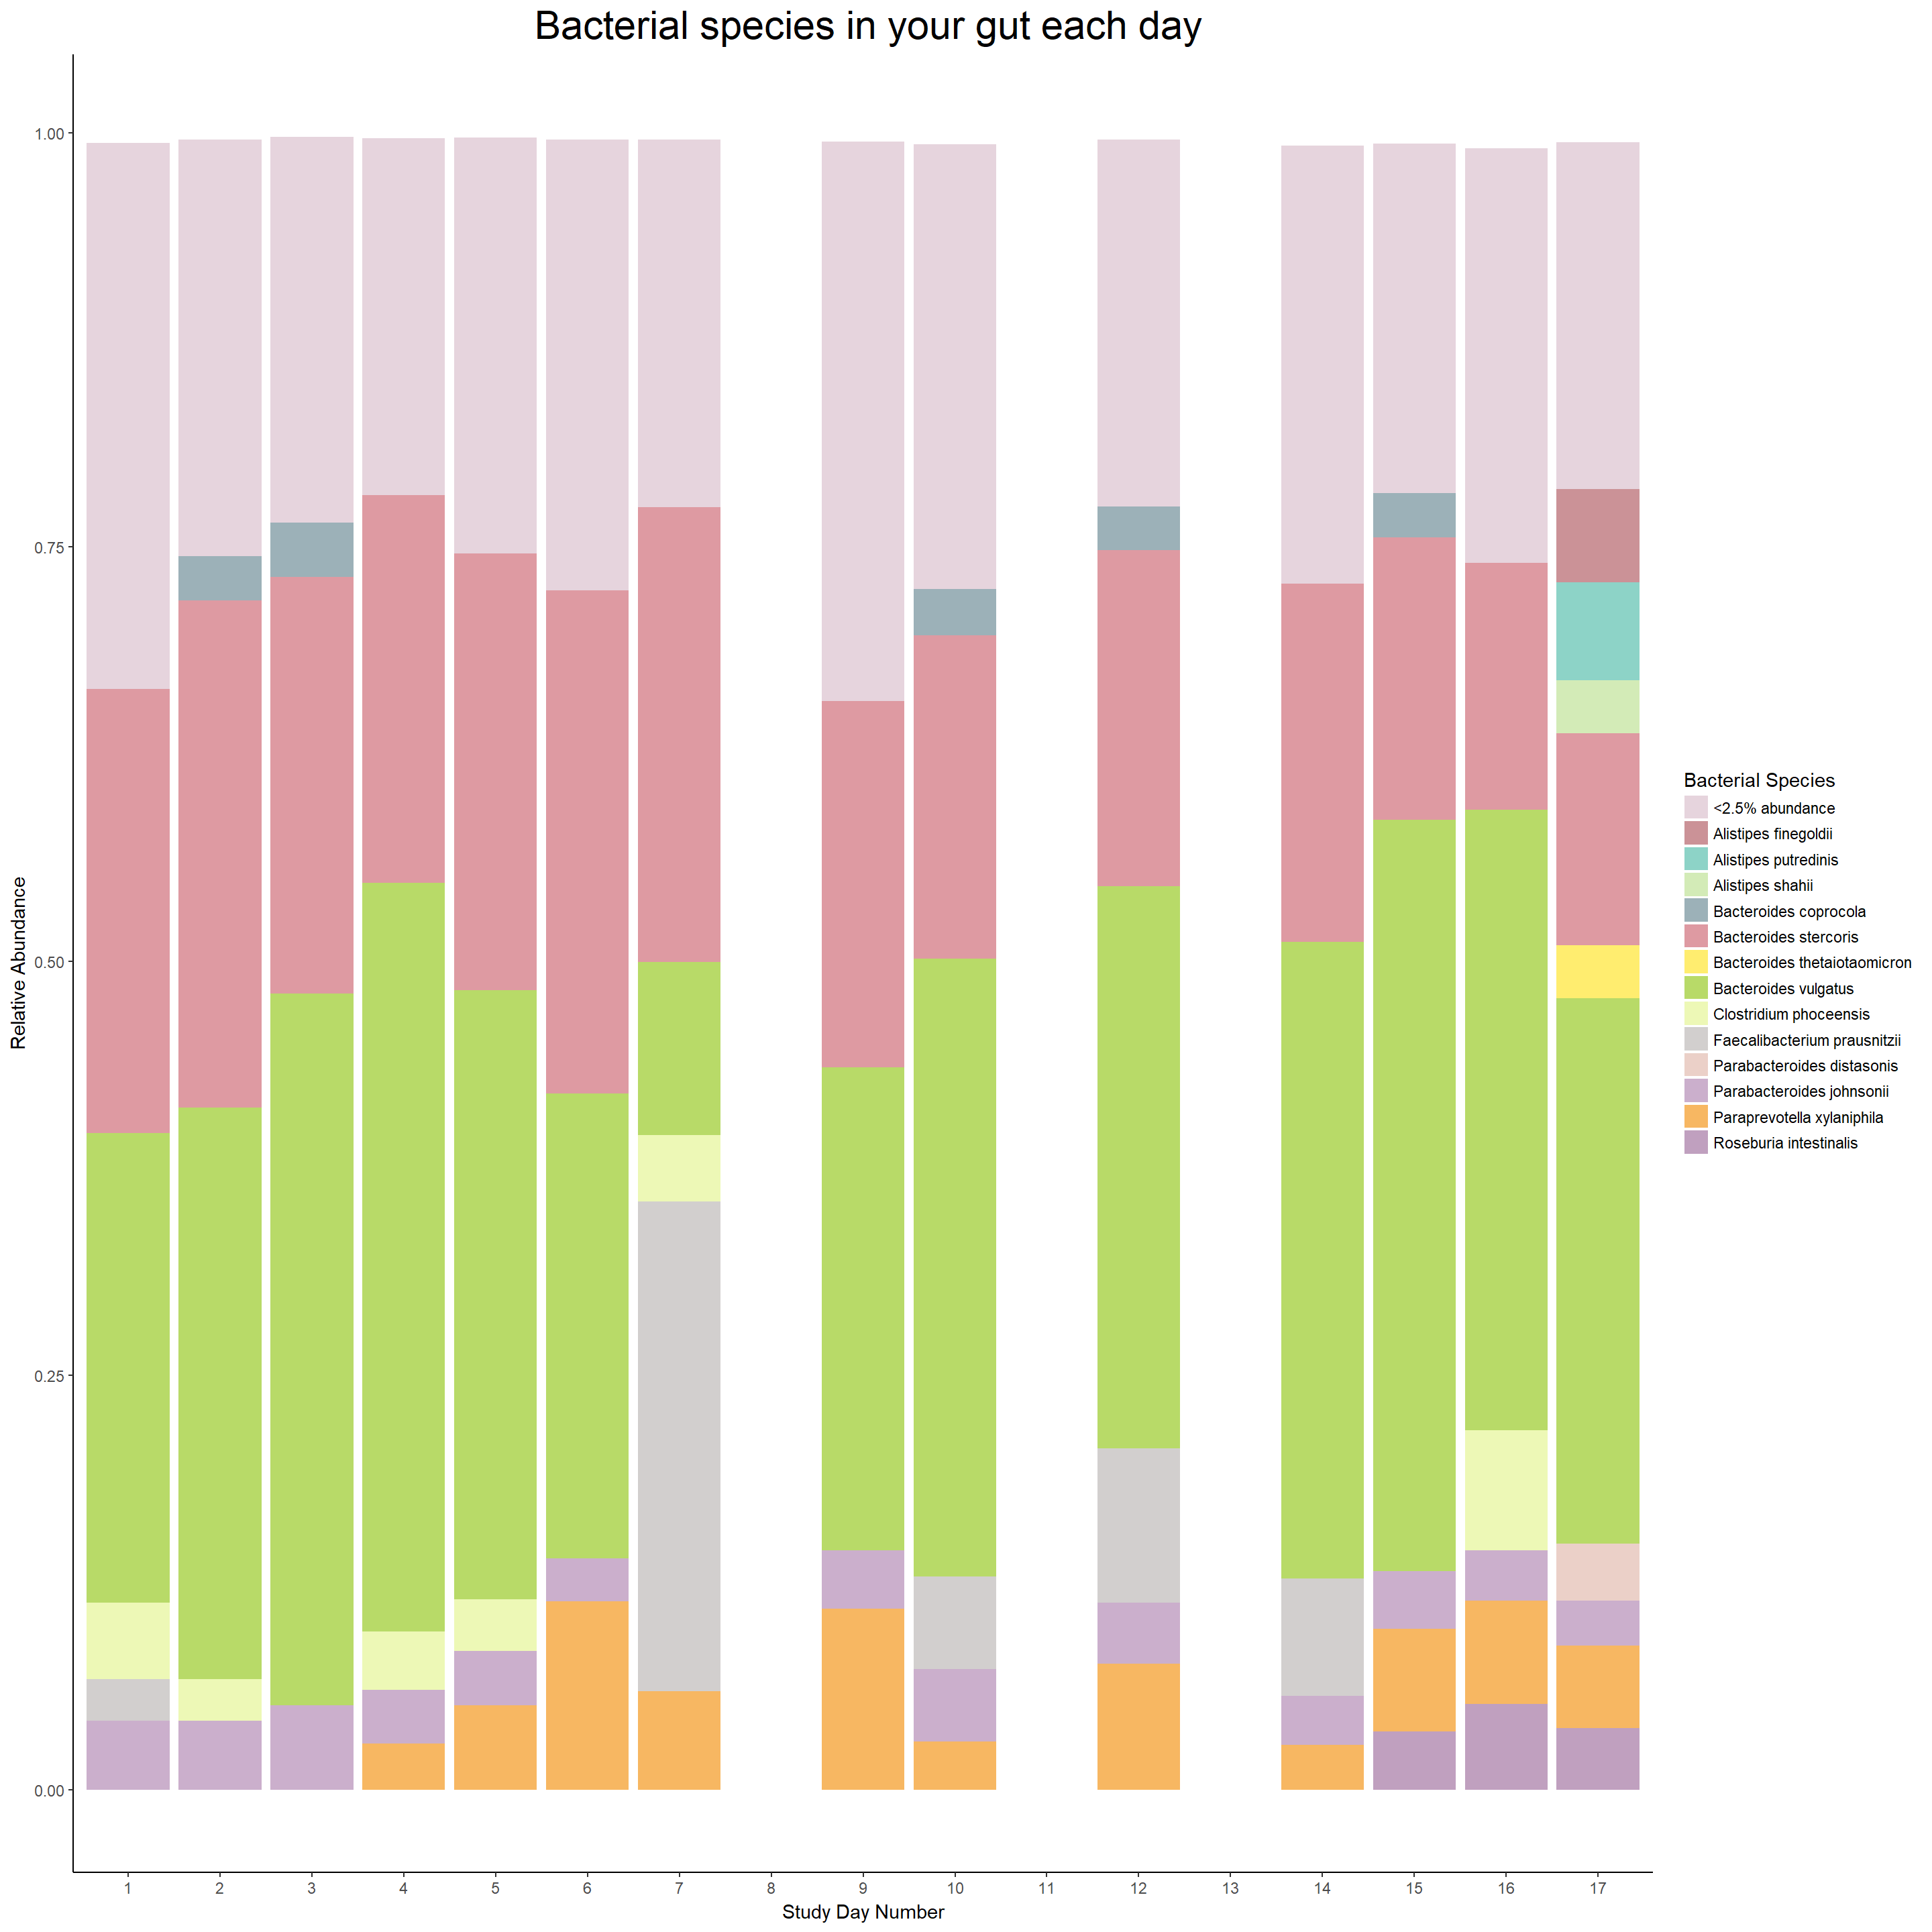 Bacterial species in your gut each day
1.00
0.75
0.50
0.25
0.00
Relative Abundance
1 2 3 4 5 6 7 8 9 10 11 12 13 14 15 16 17
Study Day Number
Bacterial Species
<2.5% abundance
Alistipes finegoldii
Alistipes putredinis
Alistipes shahii
Bacteroides coprocola
Bacteroides stercoris
Bacteroides thetaiotaomicron
Bacteroides vulgatus
Clostridium phoceensis
Faecalibacterium prausnitzii
Parabacteroides distasonis
Parabacteroides johnsonii
Paraprevotella xylaniphila
Roseburia intestinalis